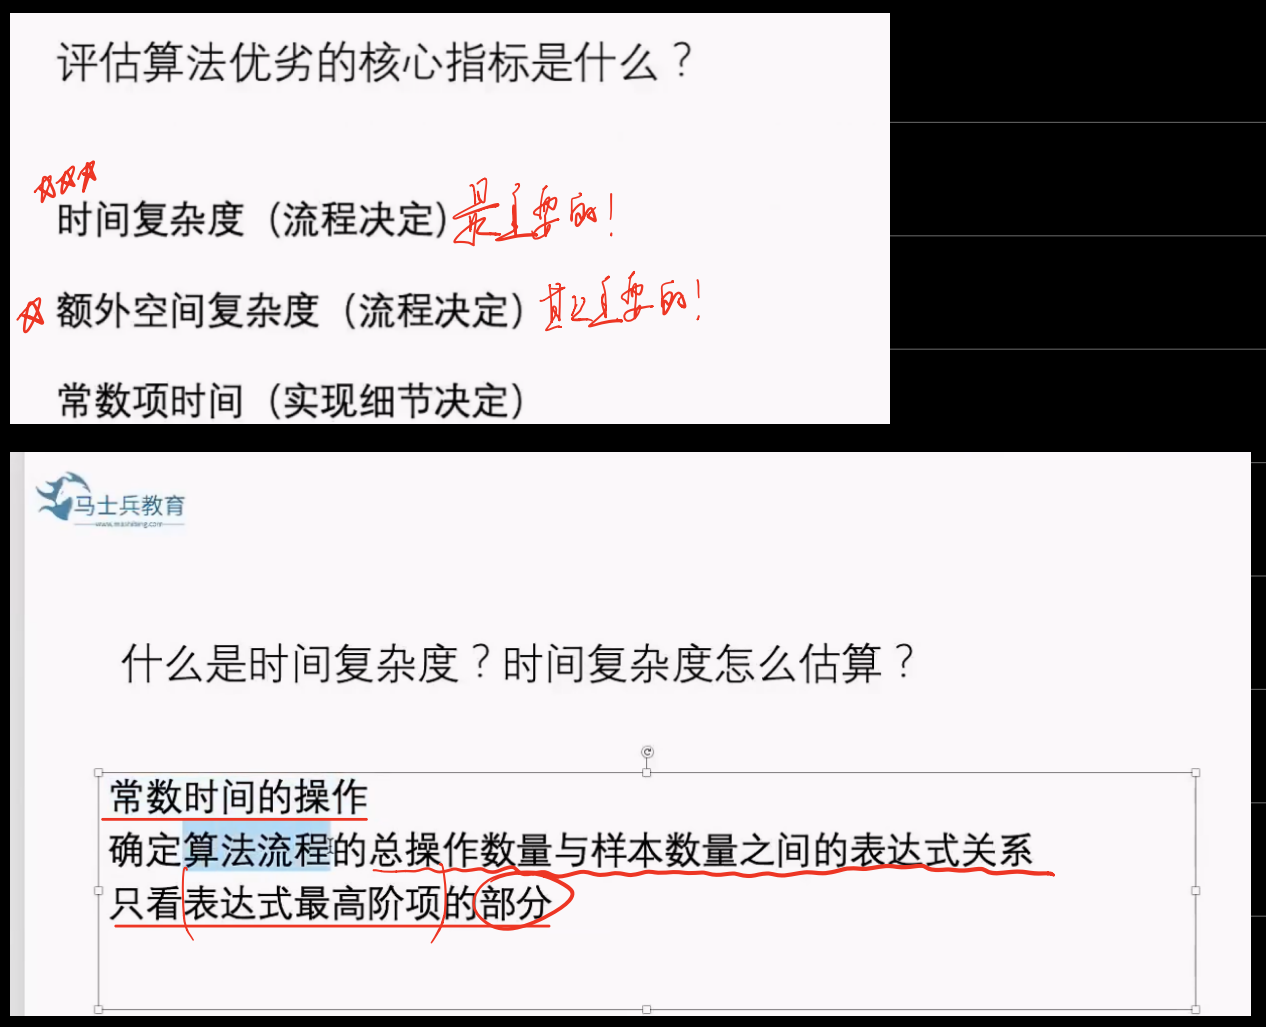 评估算法优劣的核心指标是什么？
时间复杂度（流程决定）最重要的！
额外空间复杂度（流程决定）其次重要的！
常数项时间（实现细节决定）
马士兵教育
什么是时间复杂度？时间复杂度怎么估算？
常数时间的操作
确定算法流程的总操作数量与样本数量之间的表达式关系
只看表达式最高阶项的部分